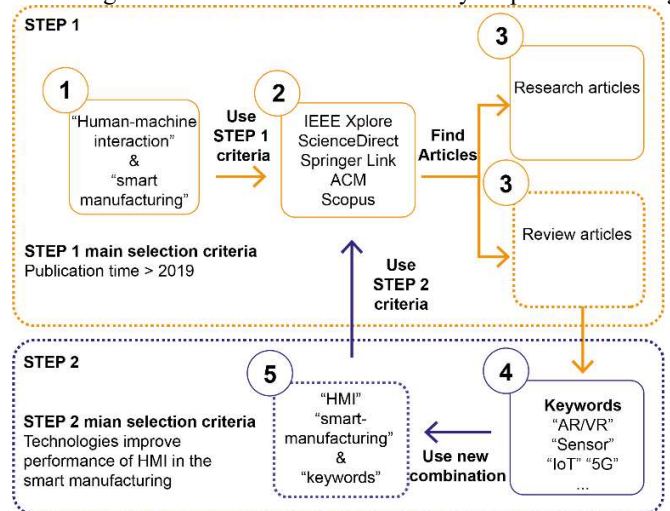 STEP 1
1
“Human-machine
interaction”
&
“smart
manufacturing”
Use
STEP 1
criteria
2
IEEE Xplore
ScienceDirect
Springer Link
ACM
Scopus
Find
Articles
3
Research articles
3
Review articles
STEP 1 main selection criteria
Publication time > 2019
Use
STEP 2
criteria
STEP 2
STEP 2 mian selection criteria
Technologies improve
performance of HMI in the
smart manufacturing
5
“HMI”
“smart-
manufacturing”
&
“keywords”
Use new
combination
4
Keywords
“AR/VR”
“Sensor”
“IoT” “5G”
...